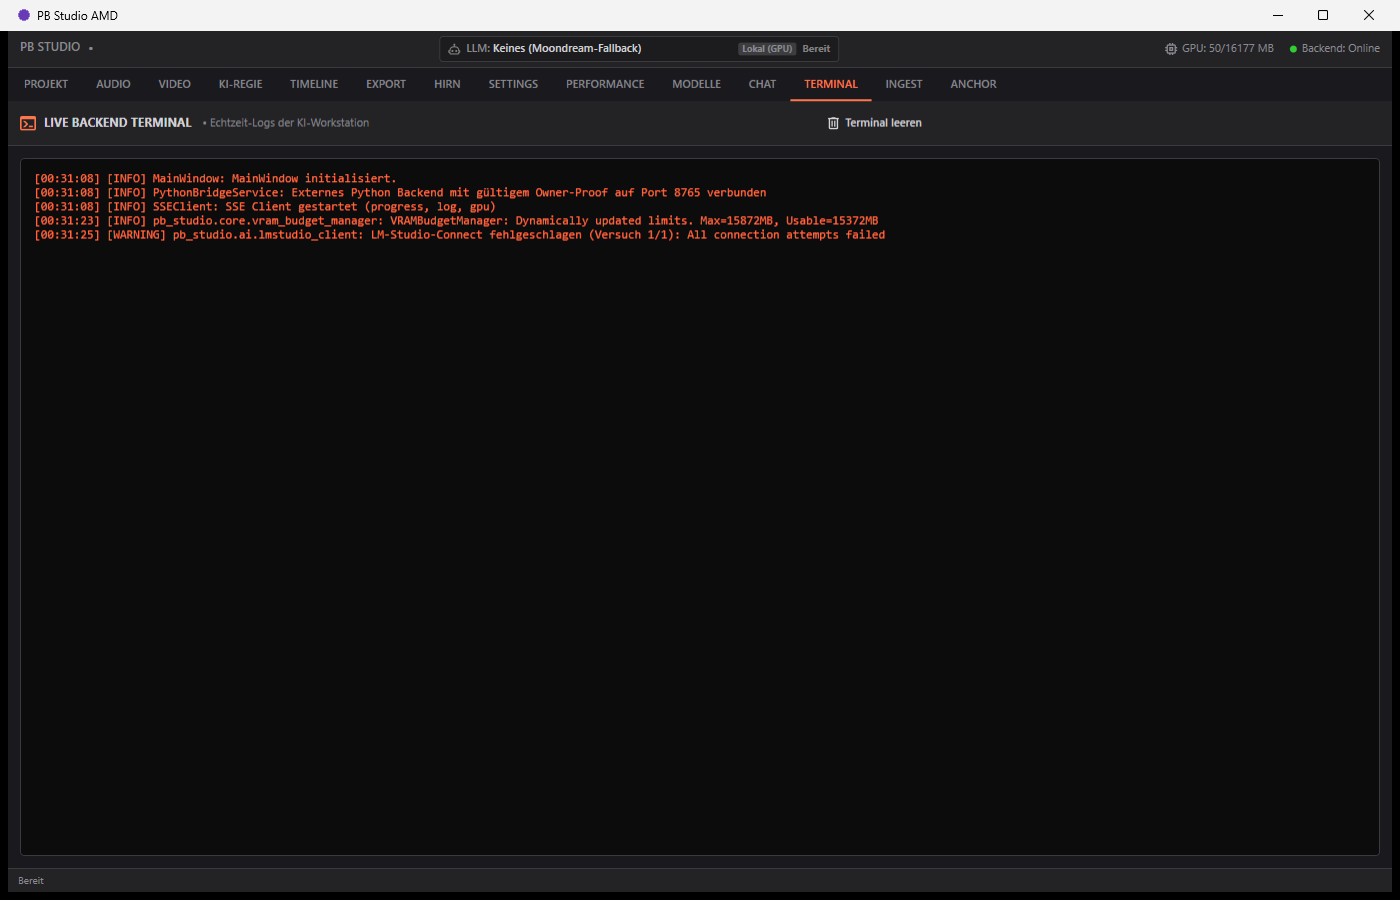 PB Studio AMD
PB STUDIO •
LLM: Keines (Moondream-Fallback) Lokal (GPU) Bereit
GPU: 50/16177 MB
Backend: Online
PROJEKT AUDIO VIDEO KI-REGIE TIMELINE EXPORT HIRN SETTINGS PERFORMANCE MODELLE CHAT TERMINAL INGEST ANCHOR
LIVE BACKEND TERMINAL • Echtzeit-Logs der KI-Workstation
Terminal leeren
[00:31:08] [INFO] MainWindow: MainWindow initialisiert.
[00:31:08] [INFO] PythonBridgeService: Externes Python Backend mit gültigem Owner-Proof auf Port 8765 verbunden
[00:31:08] [INFO] SSEClient: SSE Client gestartet (progress, log, gpu)
[00:31:23] [INFO] pb_studio.core.vram_budget_manager: VRAMBudgetManager: Dynamically updated limits. Max=15872MB, Usable=15372MB
[00:31:25] [WARNING] pb_studio.ai.lmstudio_client: LM-Studio-Connect fehlgeschlagen (Versuch 1/1): All connection attempts failed
Bereit